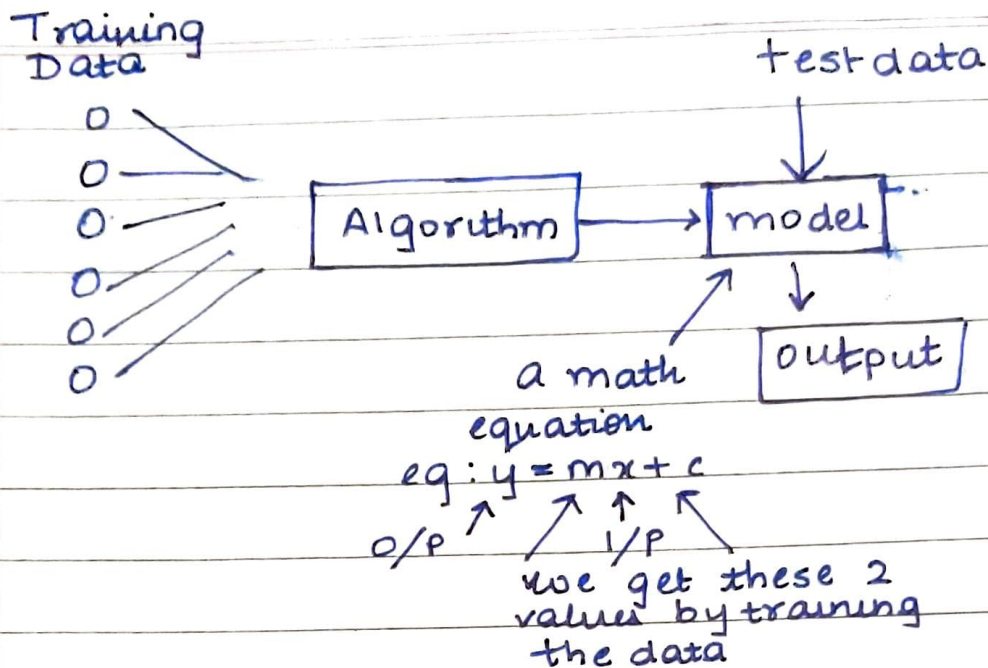 Training
Data
test data
Algorithm
model
output
a math
equation
eg : y = mx + c
O/P
I/P
we get these 2
values by training
the data